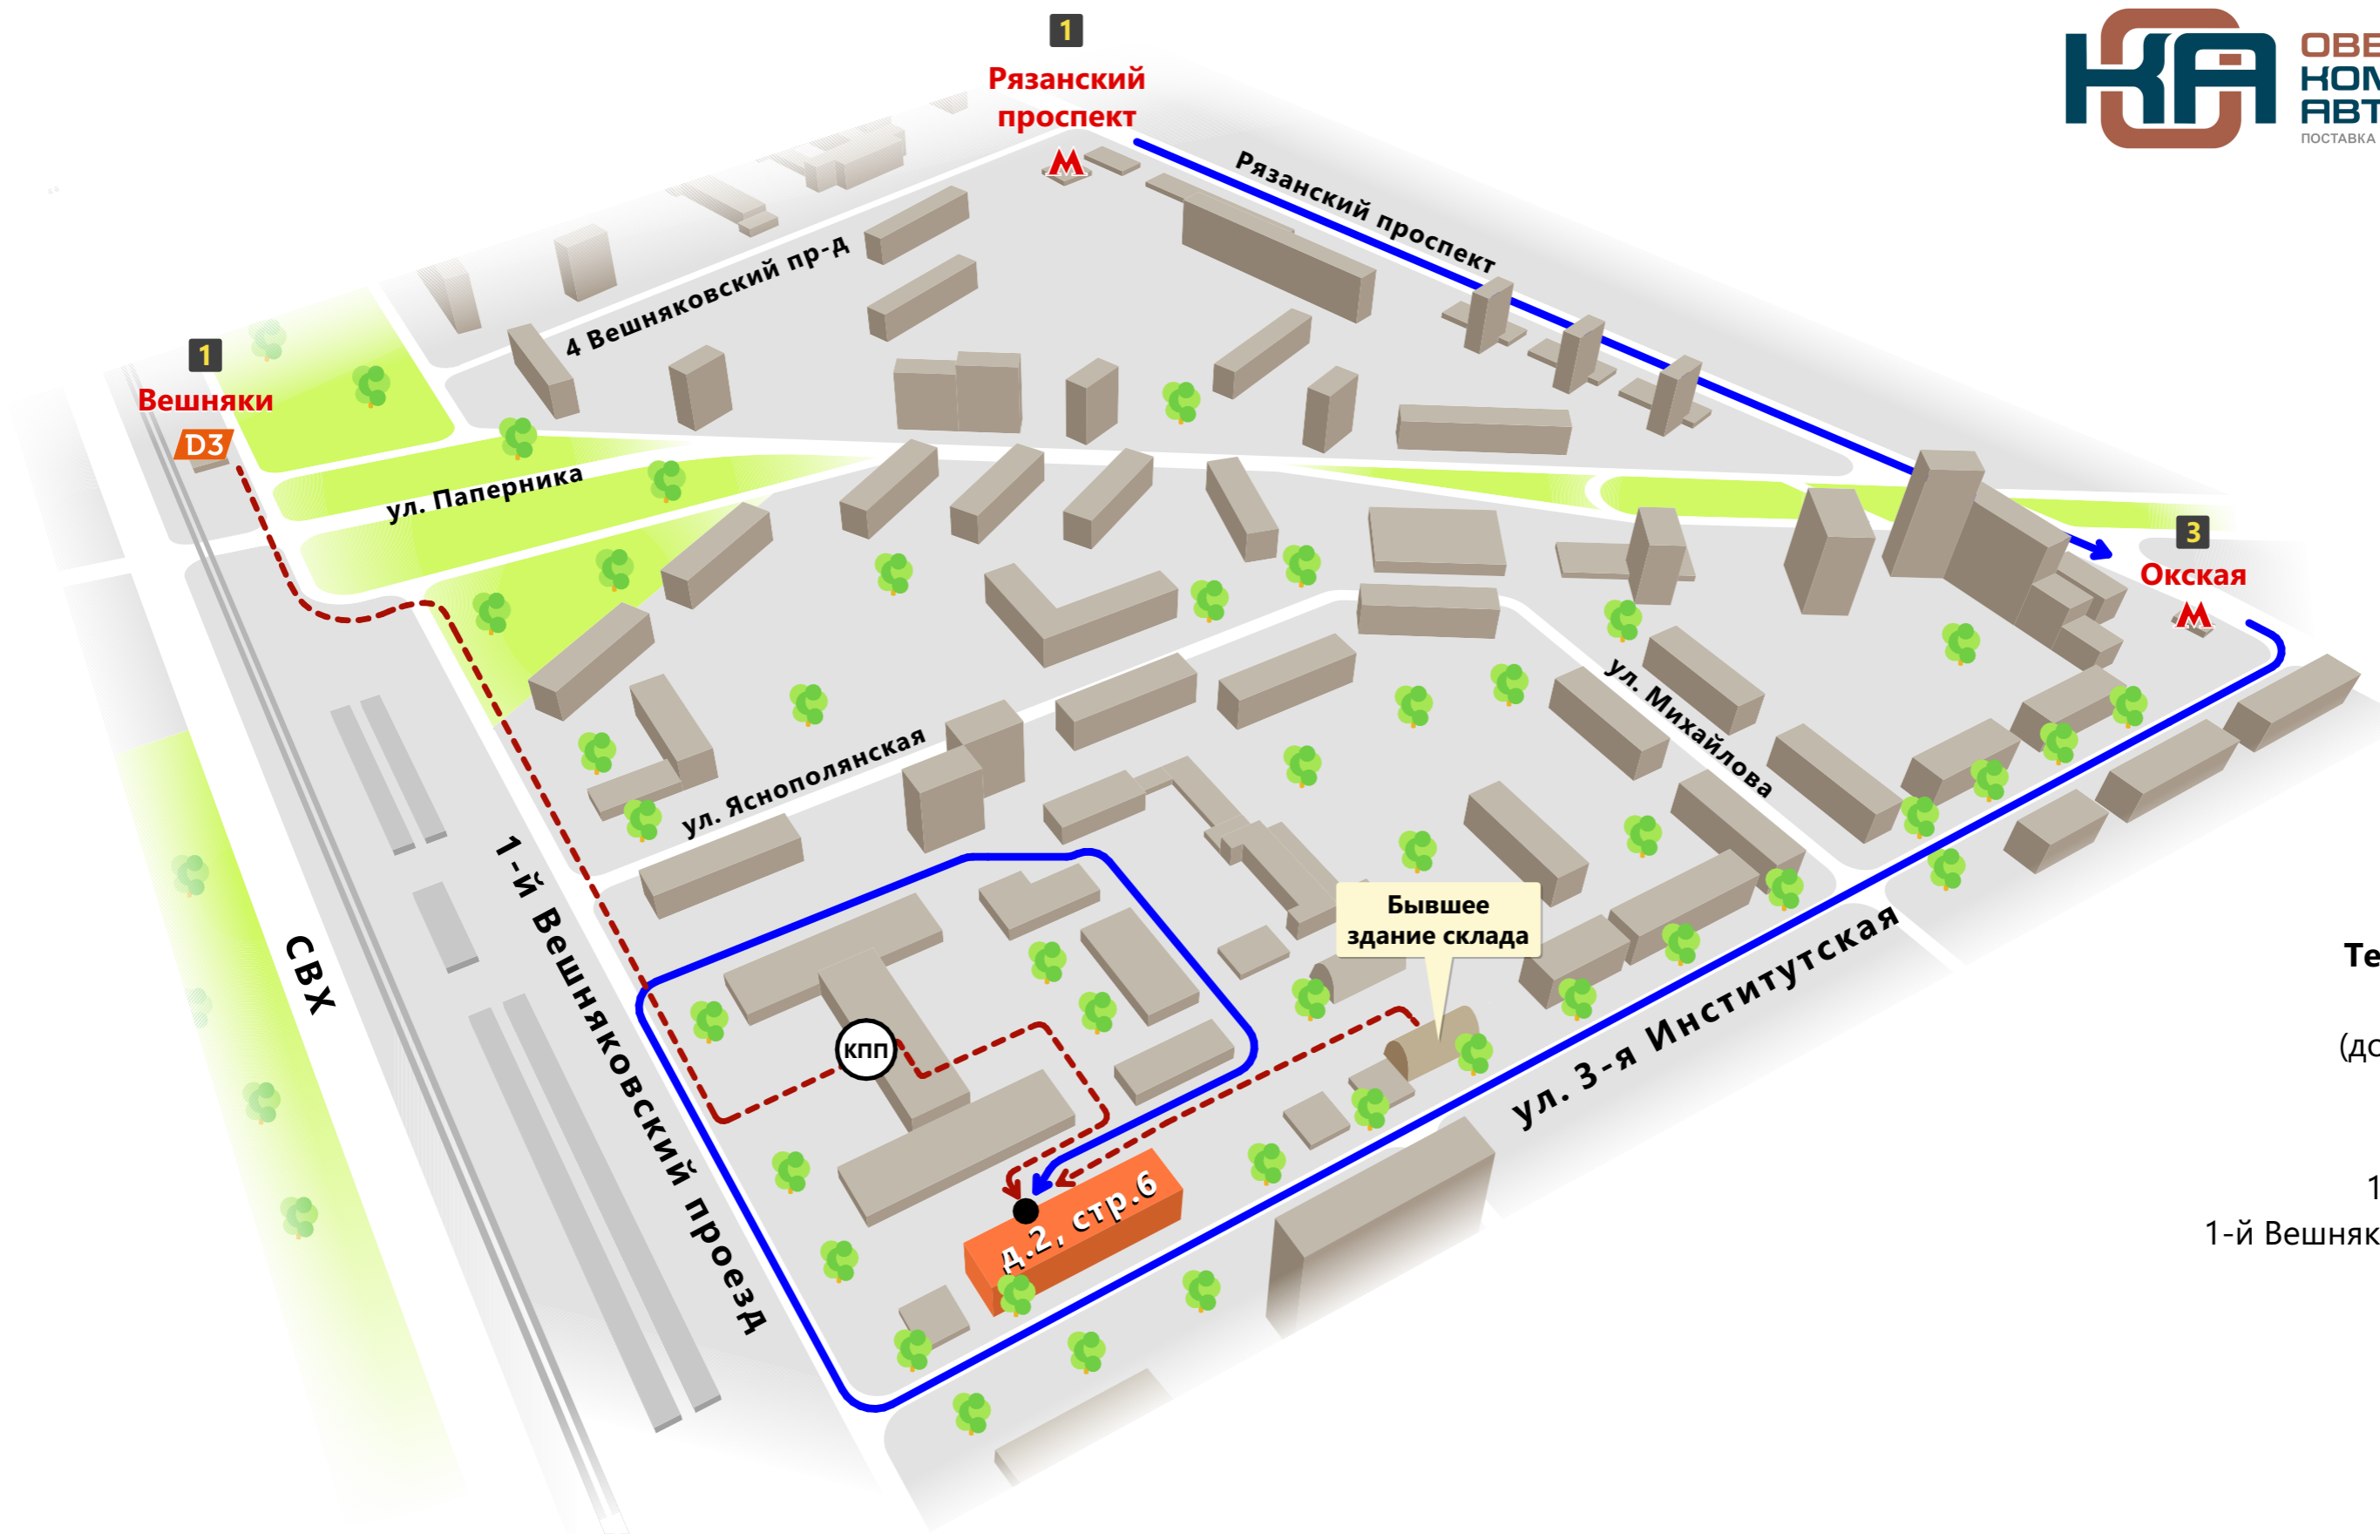 1
Рязанский
проспект
ПОСТАВКА
Рязанский проспект
4 Вешняковский пр-д
1
Вешняки
D3
ул. Паперника
3
Окская
ул. Михайлова
ул. Яснополянская
1-й Вешняковский проезд
СВХ
Бывшее
здание склада
КПП
ул. 3-я Институтская
д.2, стр.6
1-й Вешняк